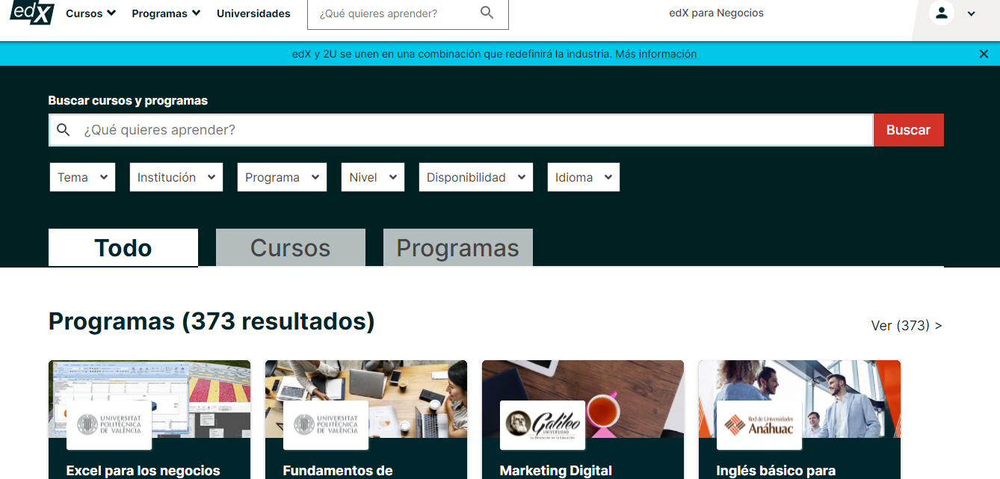 edX Cursos Programas Universidades ¿Qué quieres aprender? edX para Negocios
edX y 2U se unen en una combinación que redefinirá la industria. Más información
Buscar cursos y programas
¿Qué quieres aprender? Buscar
Tema Institución Programa Nivel Disponibilidad Idioma
Todo Cursos Programas
Programas (373 resultados) Ver (373) >
UNIVERSITAT
POLITÈCNICA
DE VALÈNCIA
UNIVERSITAT
POLITÈCNICA
DE VALÈNCIA
Galileo
UNIVERSIDAD
La Revolución en la Educación
Red de Universidades
Anáhuac
Excel para los negocios Fundamentos de Marketing Digital Inglés básico para